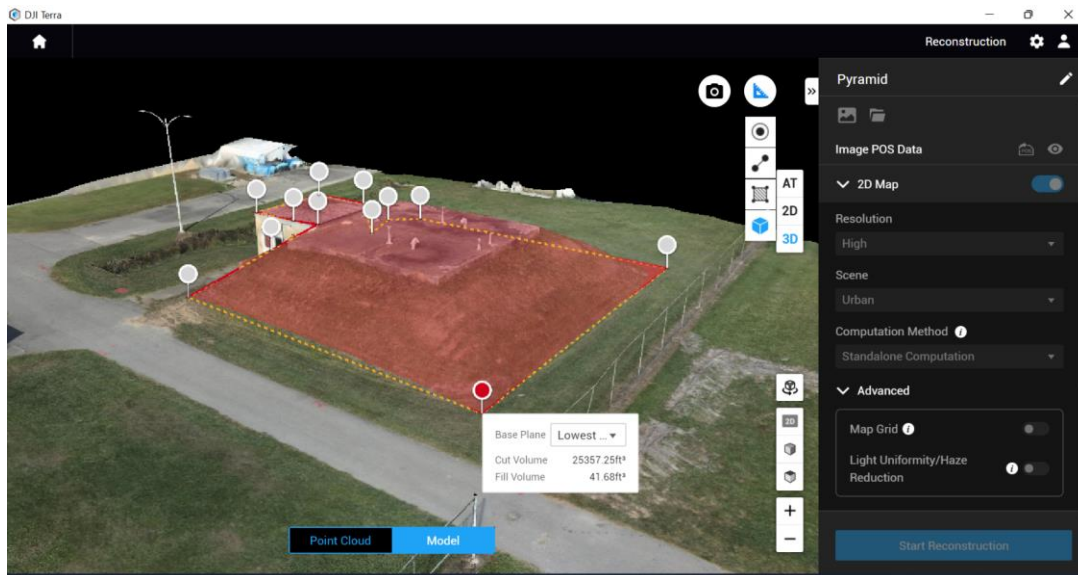 DJI Terra
Reconstruction
Pyramid
Image POS Data
2D Map
Resolution
High
Scene
Urban
Computation Method
Standalone Computation
Advanced
Map Grid
Light Uniformity/Haze
Reduction
Start Reconstruction
AT
2D
3D
2D
Base Plane Lowest ...
Cut Volume 25357.25ft³
Fill Volume 41.68ft³
Point Cloud Model